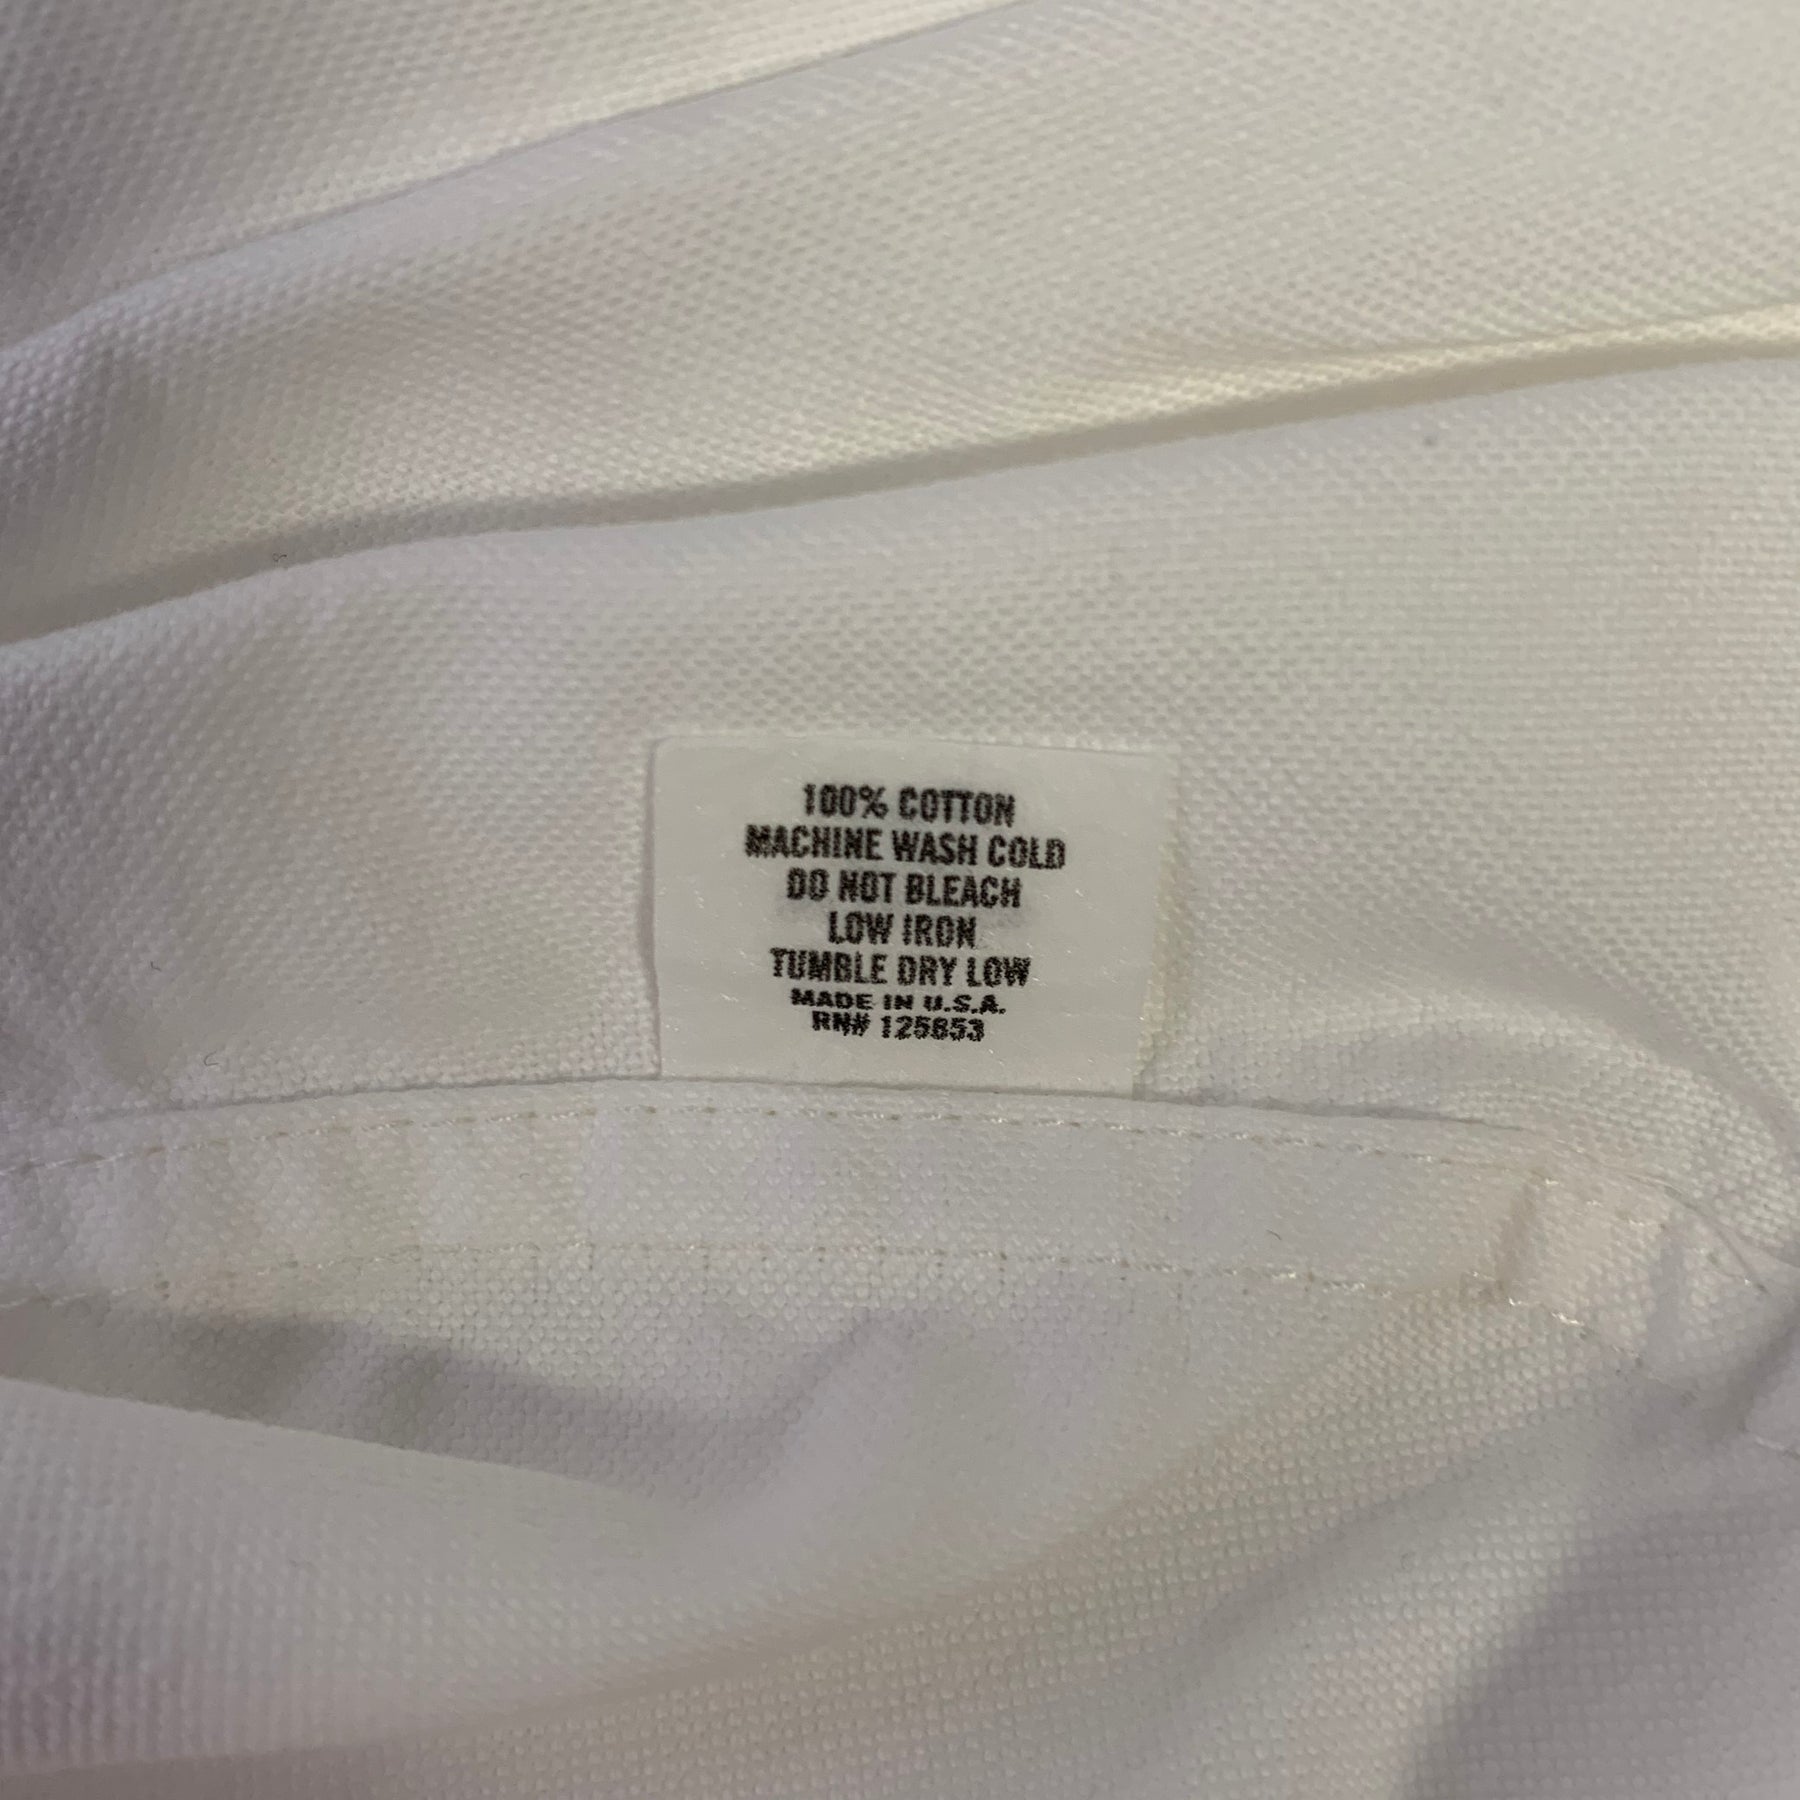 100% COTTON
MACHINE WASH COLD
DO NOT BLEACH
LOW IRON
TUMBLE DRY LOW
MADE IN U.S.A.
RN# 125853